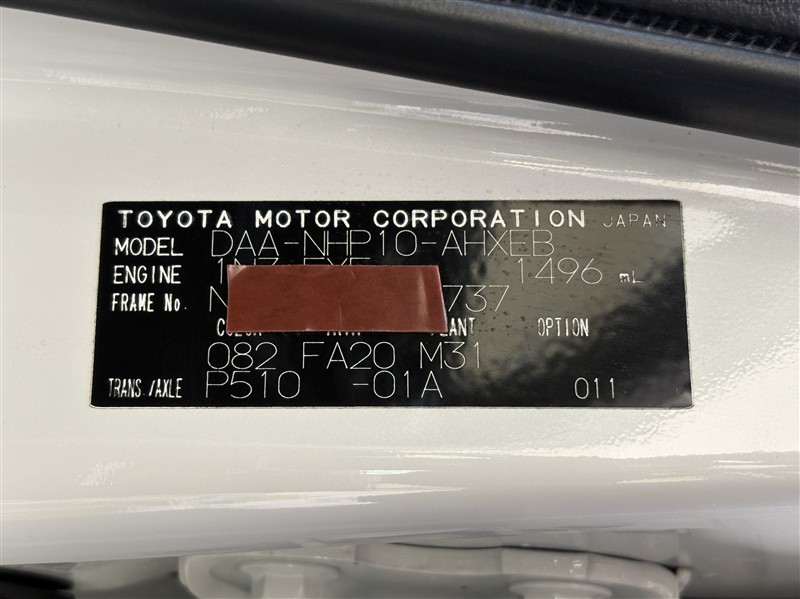 TOYOTA MOTOR CORPORATION JAPAN
MODEL DAA-NHP10-AHXEB
ENGINE 1496 mL
FRAME No. 737
PLANT OPTION
082 FA20 M31
TRANS./AXLE P510 -01A 011